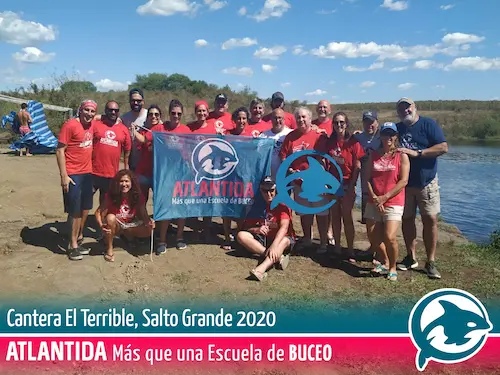 ATLANTIDA
Más que una Escuela de BUCEO
Cantera El Terrible, Salto Grande 2020
ATLANTIDA Más que una Escuela de BUCEO